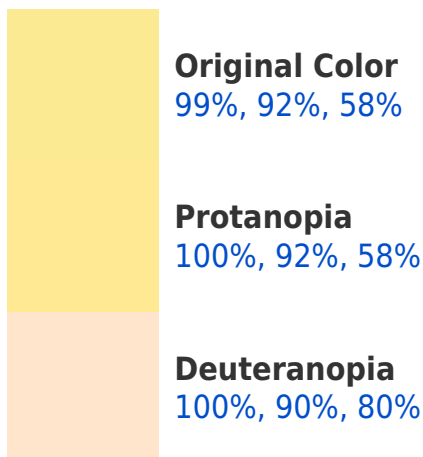 Original Color
99%, 92%, 58%
Protanopia
100%, 92%, 58%
Deuteranopia
100%, 90%, 80%